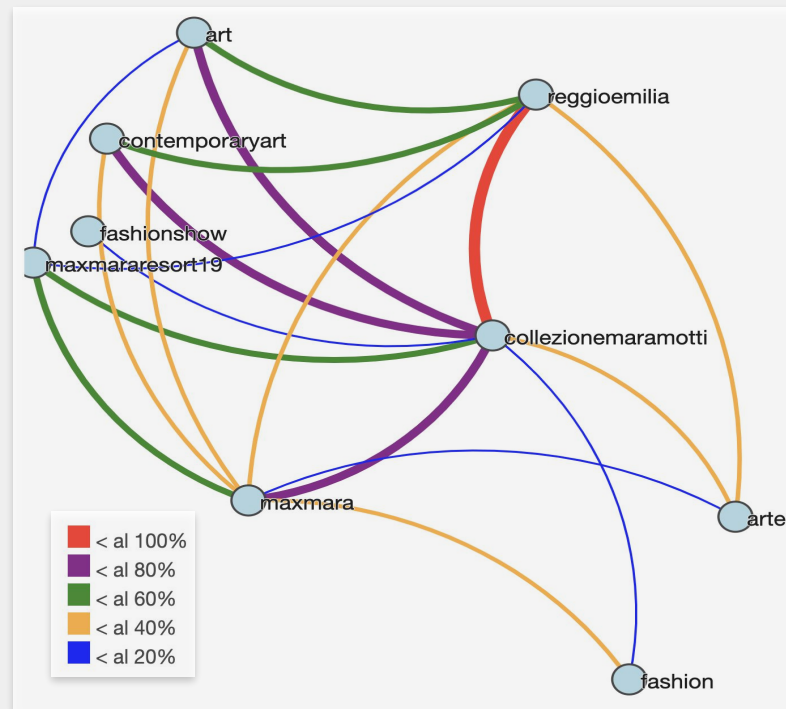 art
reggioemilia
contemporaryart
fashionshow
maxmararesort19
collezionemaramotti
maxmara
arte
< al 100%
< al 80%
< al 60%
< al 40%
< al 20%
fashion